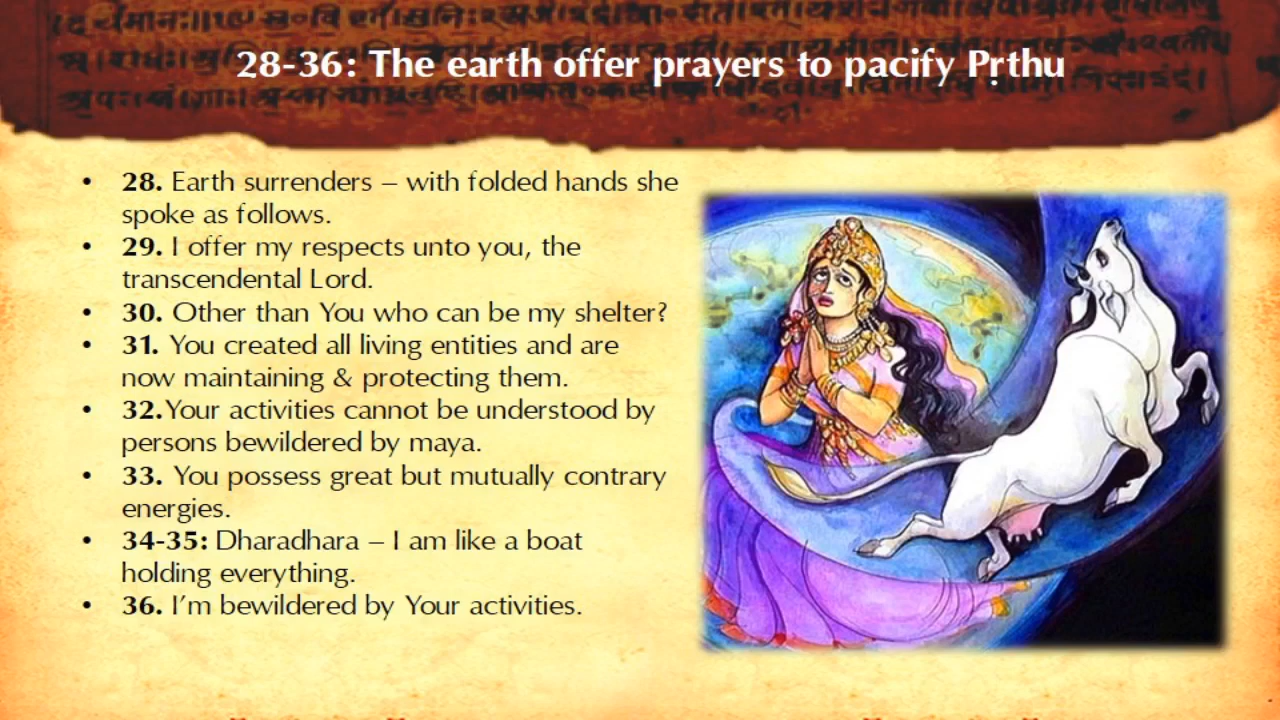 28-36: The earth offer prayers to pacify Pṛthu
• 28. Earth surrenders – with folded hands she
spoke as follows.
• 29. I offer my respects unto you, the
transcendental Lord.
• 30. Other than You who can be my shelter?
• 31. You created all living entities and are
now maintaining & protecting them.
• 32.Your activities cannot be understood by
persons bewildered by maya.
• 33. You possess great but mutually contrary
energies.
• 34-35: Dharadhara – I am like a boat
holding everything.
• 36. I'm bewildered by Your activities.